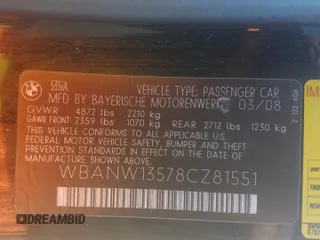 535iA
VEHICLE TYPE: PASSENGER CAR
MFD BY BAYERISCHE MOTORENWERKE 03/08
GVWR 4872 lbs 2210 kg
GAWR FRONT 2359 lbs 1070 kg REAR 2712 lbs 1230 kg
THIS VEHICLE CONFORMS TO ALL APPLICABLE U.S.
FEDERAL MOTOR VEHICLE SAFETY, BUMPER, AND
THEFT PREVENTION STANDARDS IN EFFECT ON THE
DATE OF MANUFACTURE SHOWN ABOVE.
WBANW13578CZ81551
DREAMBID